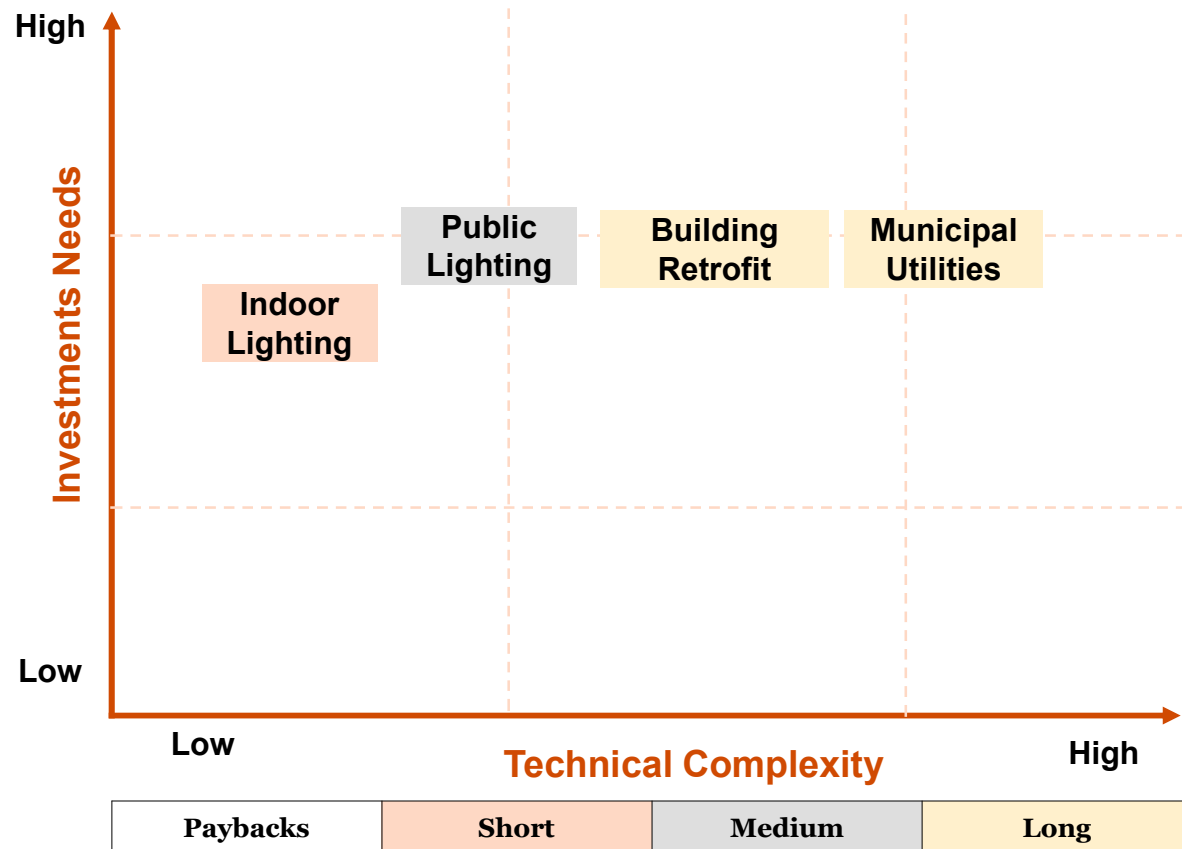 High
Investments Needs
Public
Lighting
Building
Retrofit
Municipal
Utilities
Indoor
Lighting
Low
Low
Technical Complexity
High
Paybacks Short Medium Long